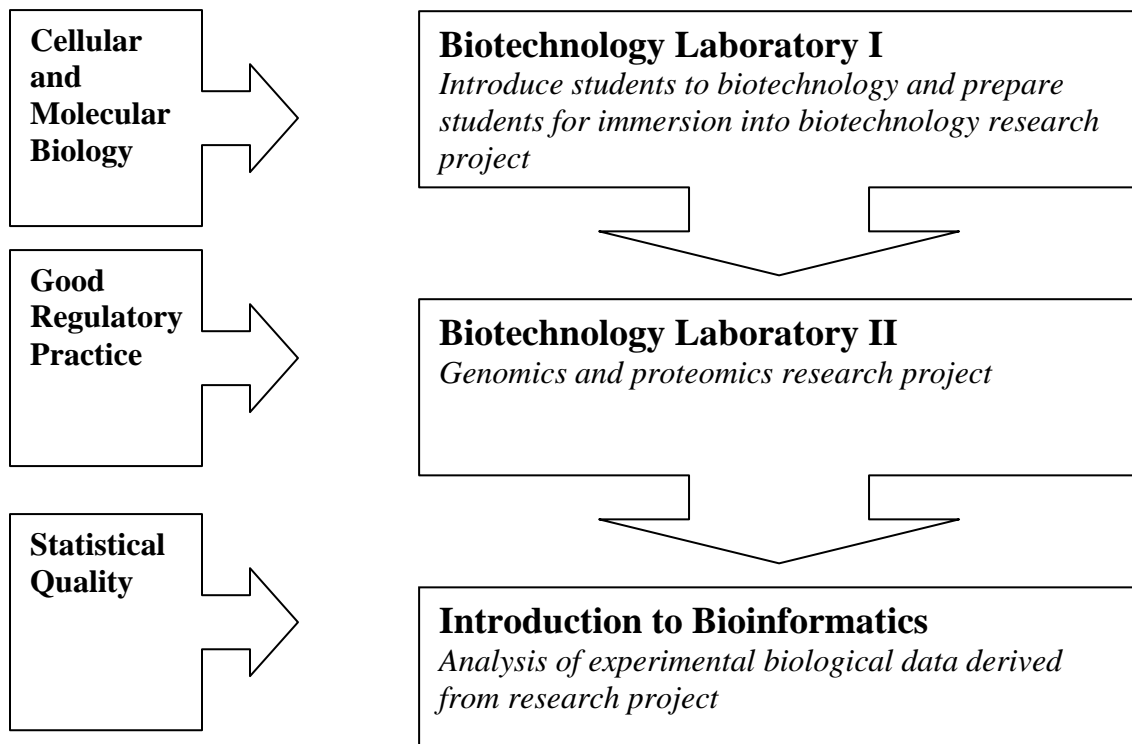 Cellular
and
Molecular
Biology
Biotechnology Laboratory I
Introduce students to biotechnology and prepare
students for immersion into biotechnology research
project
Good
Regulatory
Practice
Biotechnology Laboratory II
Genomics and proteomics research project
Statistical
Quality
Introduction to Bioinformatics
Analysis of experimental biological data derived
from research project